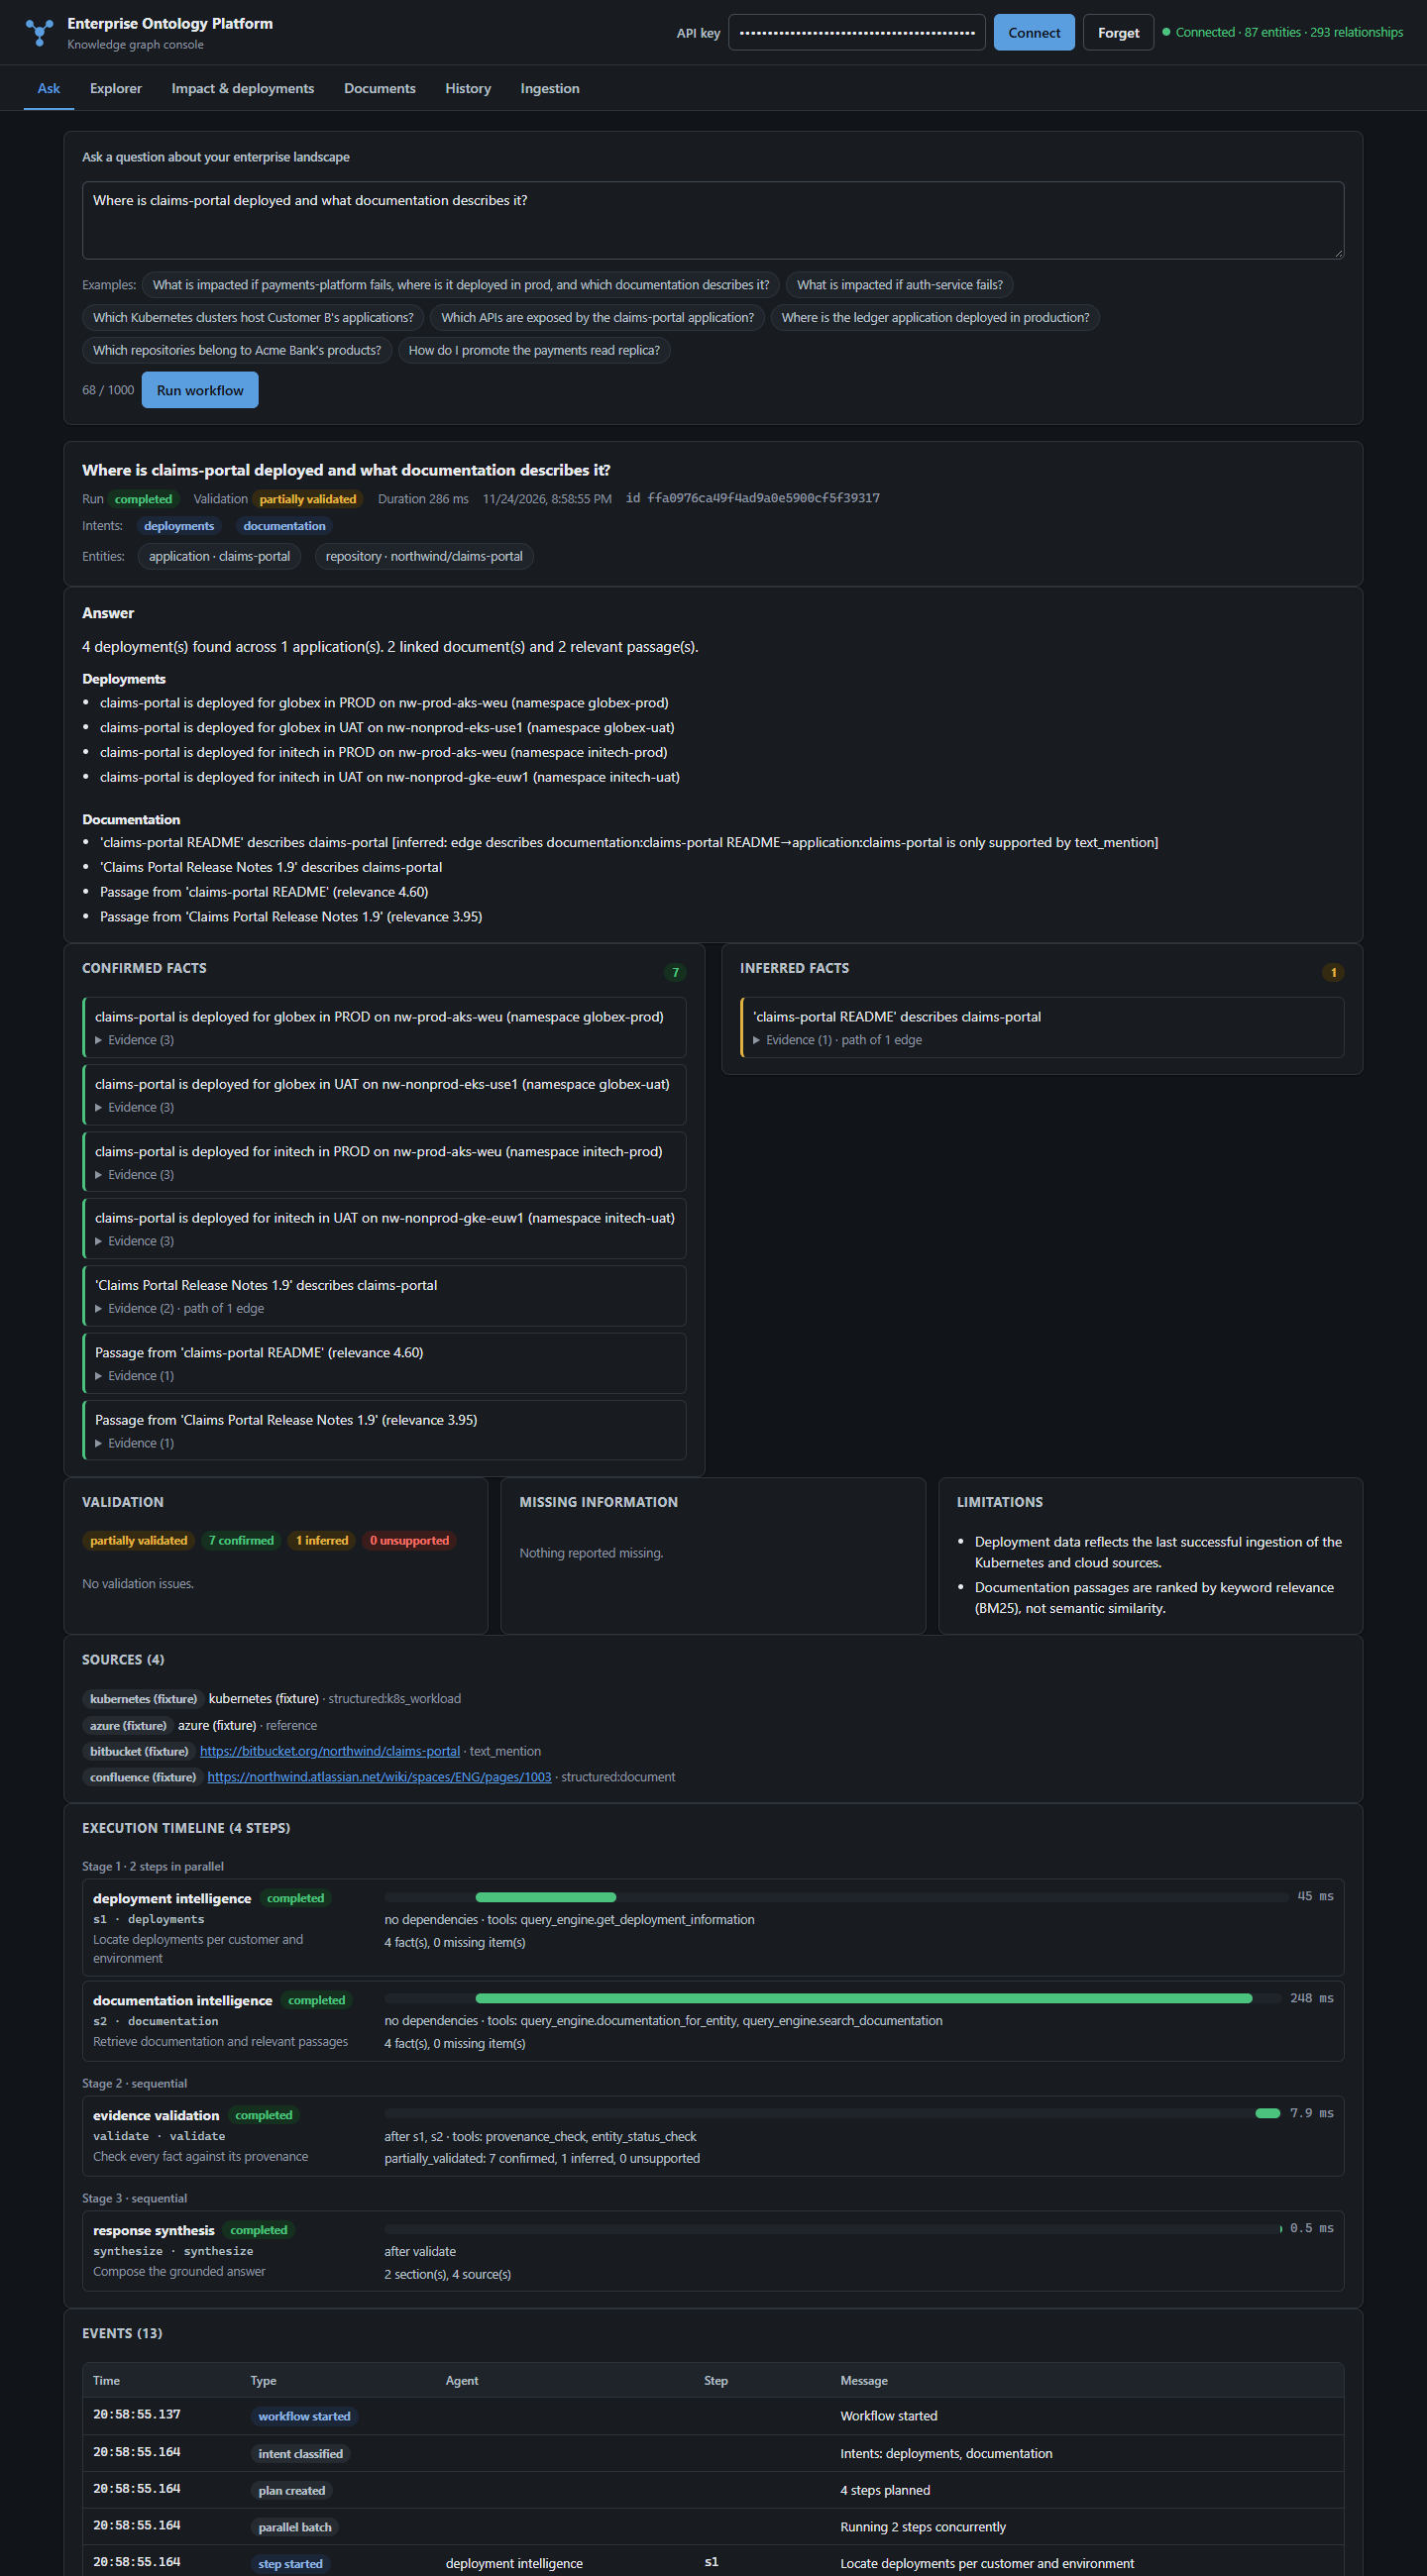 Enterprise Ontology Platform
Knowledge graph console
API key
Connect
Forget
Connected · 87 entities · 293 relationships
Ask
Explorer
Impact & deployments
Documents
History
Ingestion
Ask a question about your enterprise landscape
Where is claims-portal deployed and what documentation describes it?
Examples:
What is impacted if payments-platform fails, where is it deployed in prod, and which documentation describes it?
What is impacted if auth-service fails?
Which Kubernetes clusters host Customer B's applications?
Which APIs are exposed by the claims-portal application?
Where is the ledger application deployed in production?
Which repositories belong to Acme Bank's products?
How do I promote the payments read replica?
68 / 1000
Run workflow
Where is claims-portal deployed and what documentation describes it?
Run completed Validation partially validated Duration 286 ms 11/24/2026, 8:58:55 PM id ffa0976ca49f4ad9a0e5900cf5f39317
Intents: deployments documentation
Entities: application · claims-portal repository · northwind/claims-portal
Answer
4 deployment(s) found across 1 application(s). 2 linked document(s) and 2 relevant passage(s).
Deployments
• claims-portal is deployed for globex in PROD on nw-prod-aks-weu (namespace globex-prod)
• claims-portal is deployed for globex in UAT on nw-nonprod-eks-use1 (namespace globex-uat)
• claims-portal is deployed for initech in PROD on nw-prod-aks-weu (namespace initech-prod)
• claims-portal is deployed for initech in UAT on nw-nonprod-gke-euw1 (namespace initech-uat)
Documentation
• 'claims-portal README' describes claims-portal [inferred: edge describes documentation:claims-portal README→application:claims-portal is only supported by text_mention]
• 'Claims Portal Release Notes 1.9' describes claims-portal
• Passage from 'claims-portal README' (relevance 4.60)
• Passage from 'Claims Portal Release Notes 1.9' (relevance 3.95)
CONFIRMED FACTS
7
claims-portal is deployed for globex in PROD on nw-prod-aks-weu (namespace globex-prod)
▶ Evidence (3)
claims-portal is deployed for globex in UAT on nw-nonprod-eks-use1 (namespace globex-uat)
▶ Evidence (3)
claims-portal is deployed for initech in PROD on nw-prod-aks-weu (namespace initech-prod)
▶ Evidence (3)
claims-portal is deployed for initech in UAT on nw-nonprod-gke-euw1 (namespace initech-uat)
▶ Evidence (3)
'Claims Portal Release Notes 1.9' describes claims-portal
▶ Evidence (2) · path of 1 edge
Passage from 'claims-portal README' (relevance 4.60)
▶ Evidence (1)
Passage from 'Claims Portal Release Notes 1.9' (relevance 3.95)
▶ Evidence (1)
INFERRED FACTS
1
'claims-portal README' describes claims-portal
▶ Evidence (1) · path of 1 edge
VALIDATION
partially validated 7 confirmed 1 inferred 0 unsupported
No validation issues.
MISSING INFORMATION
Nothing reported missing.
LIMITATIONS
• Deployment data reflects the last successful ingestion of the
Kubernetes and cloud sources.
• Documentation passages are ranked by keyword relevance
(BM25), not semantic similarity.
SOURCES (4)
kubernetes (fixture) kubernetes (fixture) · structured:k8s_workload
azure (fixture) azure (fixture) · reference
bitbucket (fixture) https://bitbucket.org/northwind/claims-portal · text_mention
confluence (fixture) https://northwind.atlassian.net/wiki/spaces/ENG/pages/1003 · structured:document
EXECUTION TIMELINE (4 STEPS)
Stage 1 · 2 steps in parallel
deployment intelligence completed
s1 · deployments
Locate deployments per customer and
environment
45 ms
no dependencies · tools: query_engine.get_deployment_information
4 fact(s), 0 missing item(s)
documentation intelligence completed
s2 · documentation
Retrieve documentation and relevant passages
248 ms
no dependencies · tools: query_engine.documentation_for_entity, query_engine.search_documentation
4 fact(s), 0 missing item(s)
Stage 2 · sequential
evidence validation completed
validate · validate
Check every fact against its provenance
7.9 ms
after s1, s2 · tools: provenance_check, entity_status_check
partially_validated: 7 confirmed, 1 inferred, 0 unsupported
Stage 3 · sequential
response synthesis completed
synthesize · synthesize
Compose the grounded answer
0.5 ms
after validate
2 section(s), 4 source(s)
EVENTS (13)
Time Type Agent Step Message
20:58:55.137 workflow started Workflow started
20:58:55.164 intent classified Intents: deployments, documentation
20:58:55.164 plan created 4 steps planned
20:58:55.164 parallel batch Running 2 steps concurrently
20:58:55.164 step started deployment intelligence s1 Locate deployments per customer and environment